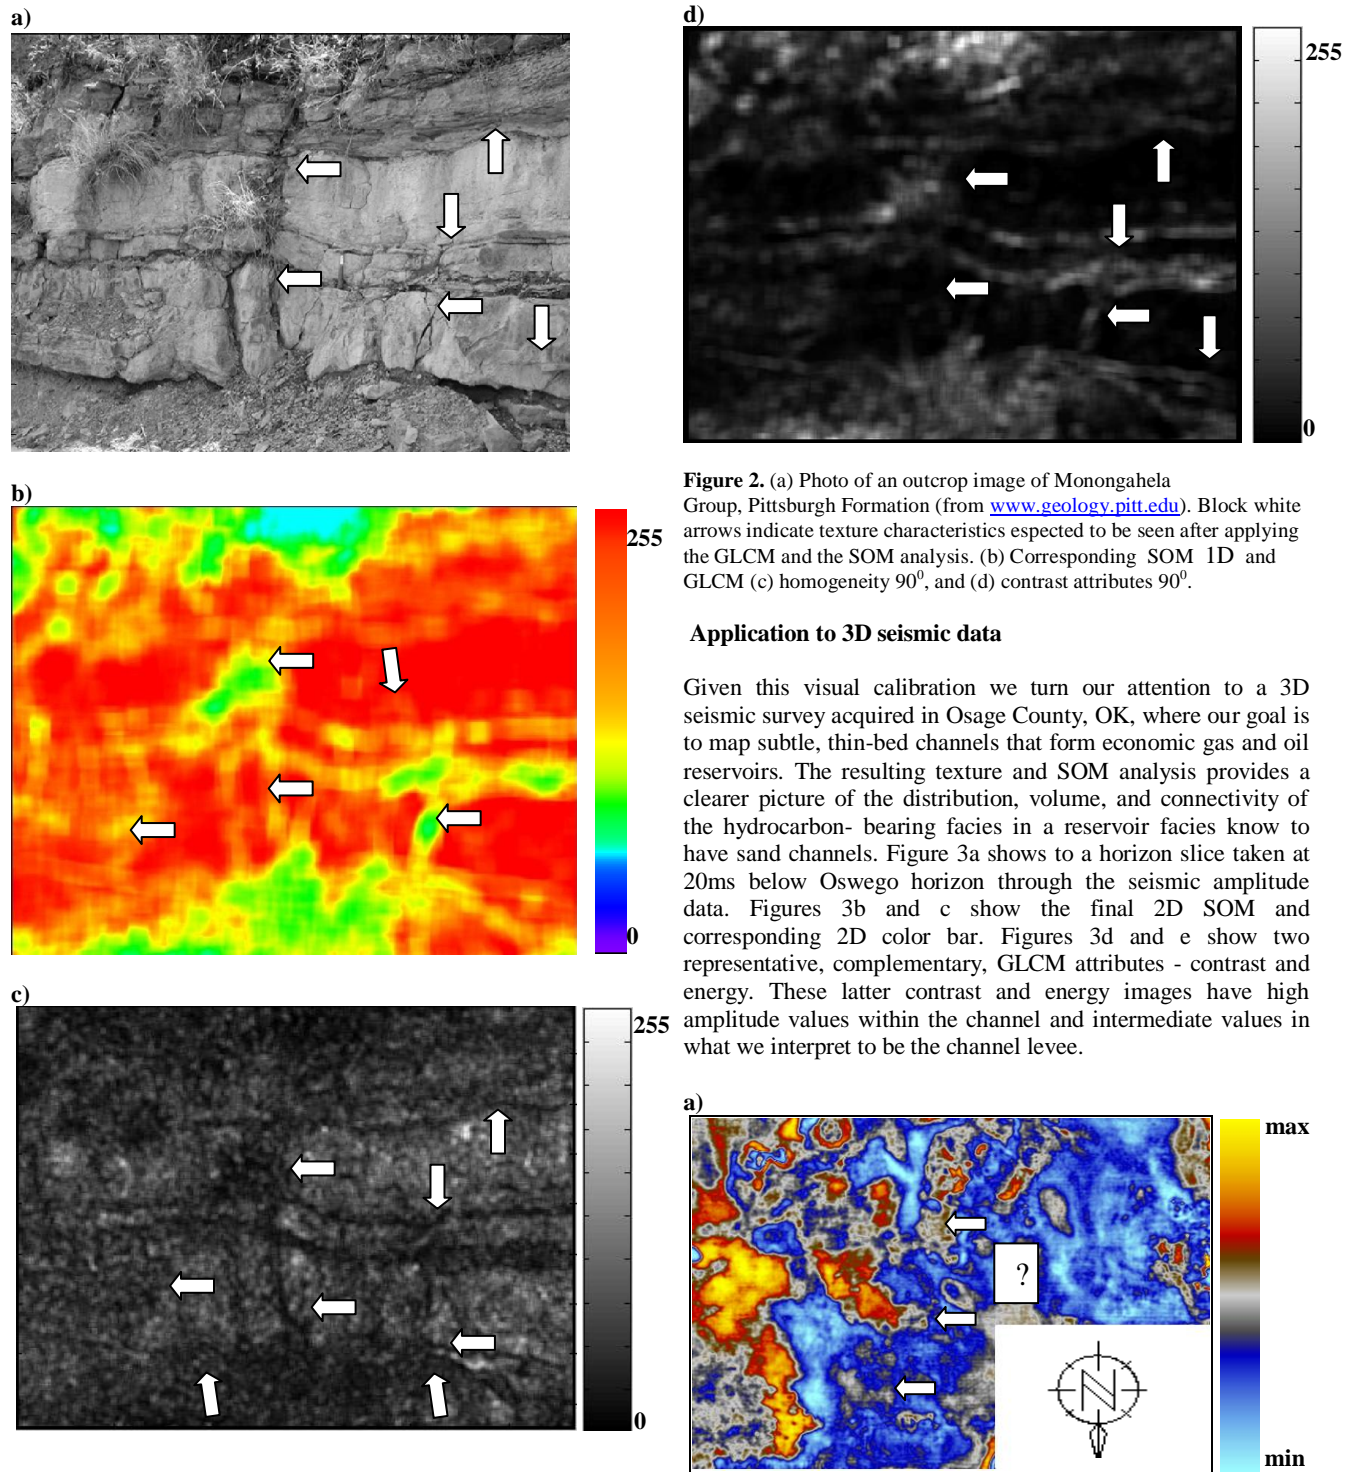 a)
b)
255
0
c)
255
0
d)
255
0
Figure 2. (a) Photo of an outcrop image of Monongahela
Group, Pittsburgh Formation (from www.geology.pitt.edu). Block white
arrows indicate texture characteristics espected to be seen after applying
the GLCM and the SOM analysis. (b) Corresponding SOM 1D and
GLCM (c) homogeneity 90⁰, and (d) contrast attributes 90⁰.
Application to 3D seismic data
Given this visual calibration we turn our attention to a 3D
seismic survey acquired in Osage County, OK, where our goal is
to map subtle, thin-bed channels that form economic gas and oil
reservoirs. The resulting texture and SOM analysis provides a
clearer picture of the distribution, volume, and connectivity of
the hydrocarbon- bearing facies in a reservoir facies know to
have sand channels. Figure 3a shows to a horizon slice taken at
20ms below Oswego horizon through the seismic amplitude
data. Figures 3b and c show the final 2D SOM and
corresponding 2D color bar. Figures 3d and e show two
representative, complementary, GLCM attributes - contrast and
energy. These latter contrast and energy images have high
amplitude values within the channel and intermediate values in
what we interpret to be the channel levee.
a)
max
?
N
min